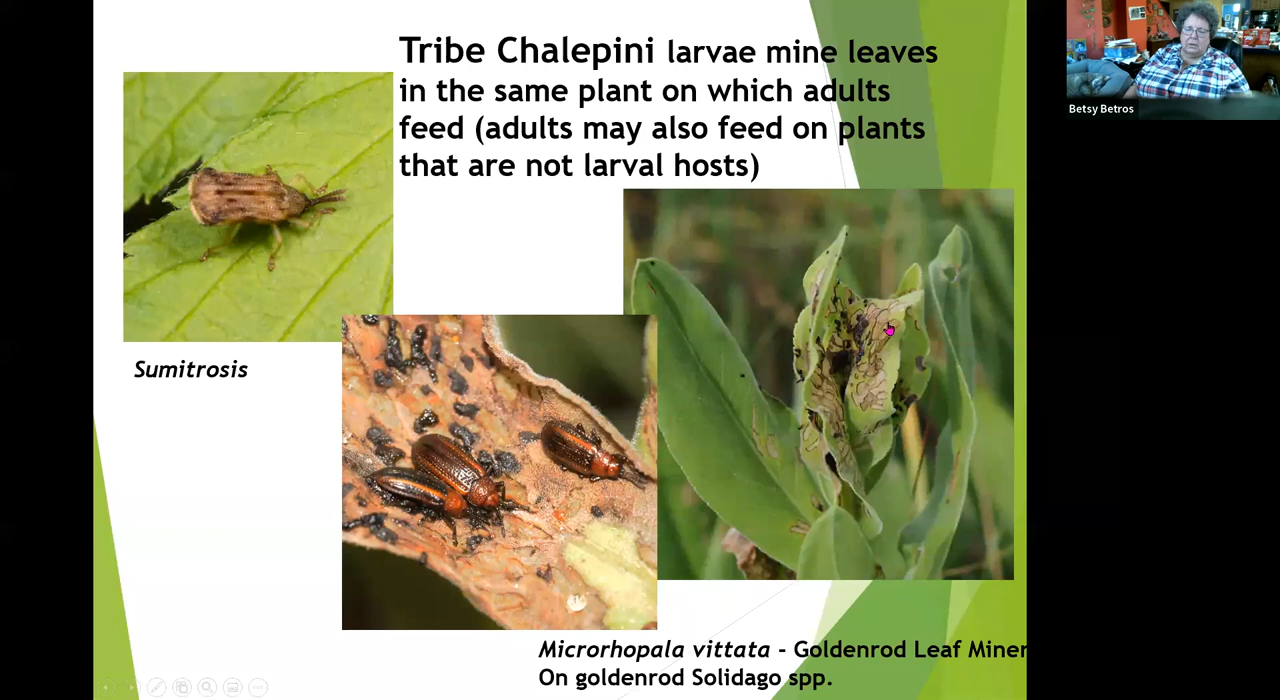 Tribe Chalepini larvae mine leaves
in the same plant on which adults
feed (adults may also feed on plants
that are not larval hosts)
Betsy Betros
Sumitrosis
Microrhopala vittata - Goldenrod Leaf Miner
On goldenrod Solidago spp.